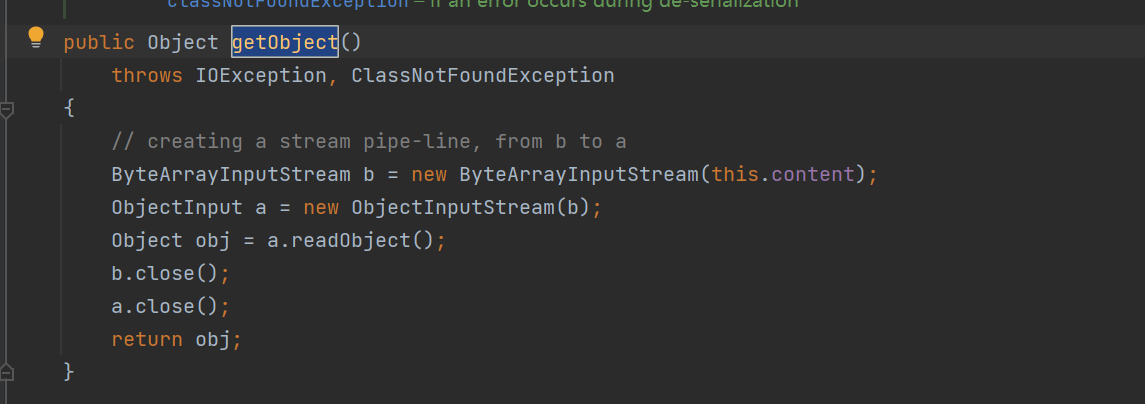 ClassNotFoundException – if an error occurs during de-serialization
public Object getObject()
throws IOException, ClassNotFoundException
{
// creating a stream pipe-line, from b to a
ByteArrayInputStream b = new ByteArrayInputStream(this.content);
ObjectInput a = new ObjectInputStream(b);
Object obj = a.readObject();
b.close();
a.close();
return obj;
}